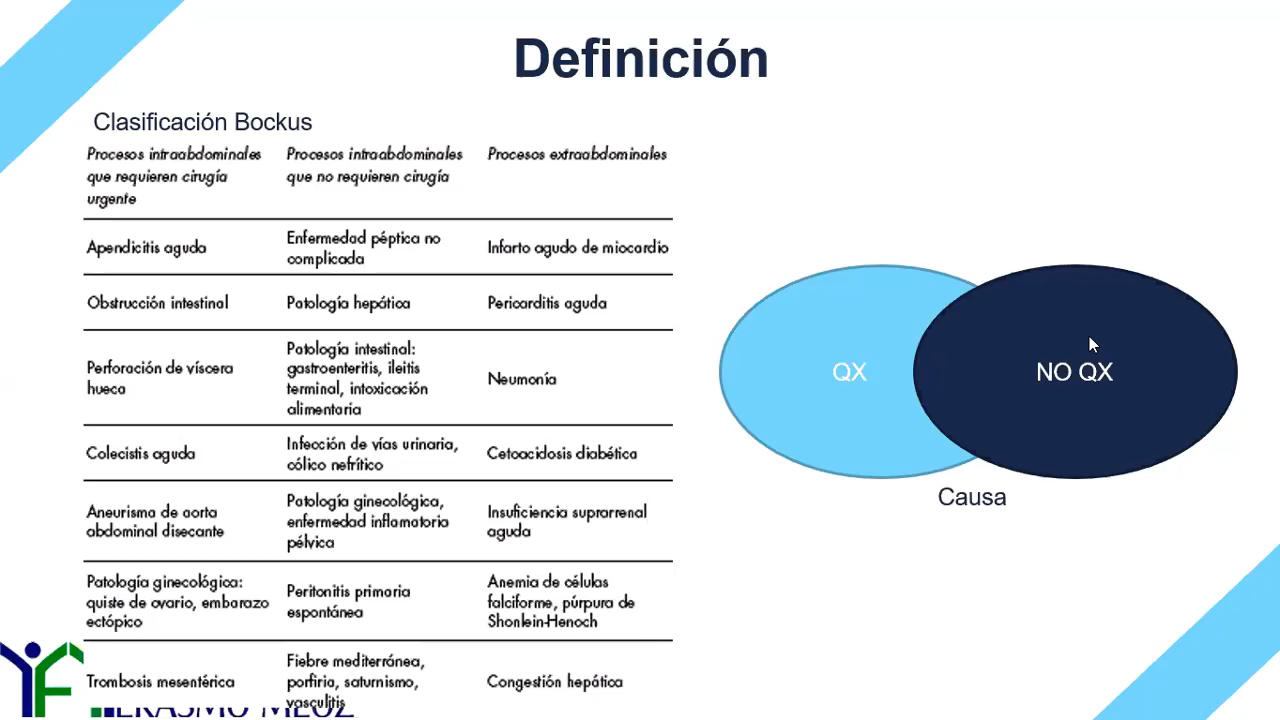 Definición
Clasificación Bockus
Procesos intraabdominales
que requieren cirugía
urgente
Procesos intraabdominales
que no requieren cirugía
Procesos extraabdominales
Apendicitis aguda
Enfermedad péptica no
complicada
Infarto agudo de miocardio
Obstrucción intestinal
Patología hepática
Pericarditis aguda
Perforación de víscera
hueca
Patología intestinal:
gastroenteritis, ileitis
terminal, intoxicación
alimentaria
Neumonía
Colecistis aguda
Infección de vías urinaria,
cólico nefrítico
Cetoacidosis diabética
Aneurisma de aorta
abdominal disecante
Patología ginecológica,
enfermedad inflamatoria
pélvica
Insuficiencia suprarrenal
aguda
Patología ginecológica:
quiste de ovario, embarazo
ectópico
Peritonitis primaria
espontánea
Anemia de células
falciforme, púrpura de
Shonlein-Henoch
Trombosis mesentérica
Fiebre mediterránea,
porfiria, saturnismo,
vasculitis
Congestión hepática
QX
NO QX
Causa